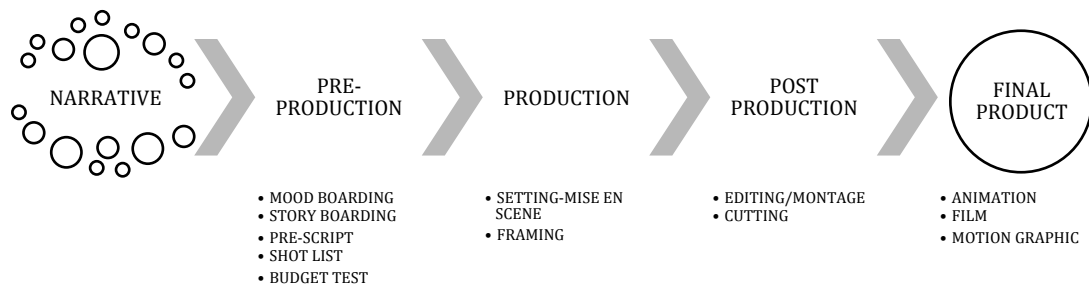 NARRATIVE
PRE-
PRODUCTION
PRODUCTION
POST
PRODUCTION
FINAL
PRODUCT
• MOOD BOARDING
• STORY BOARDING
• PRE-SCRIPT
• SHOT LIST
• BUDGET TEST
• SETTING-MISE EN
SCENE
• FRAMING
• EDITING/MONTAGE
• CUTTING
• ANIMATION
• FILM
• MOTION GRAPHIC